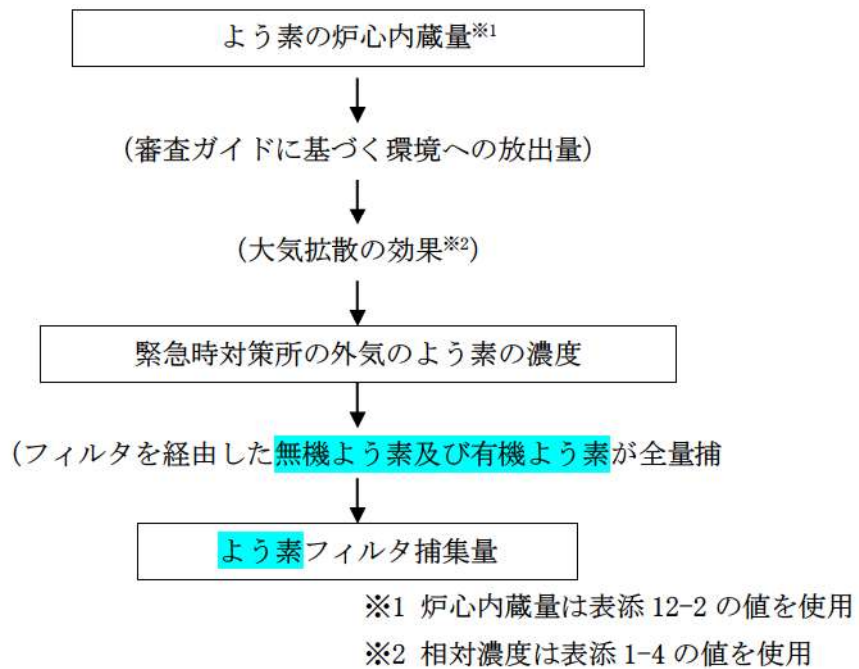 よう素の炉心内蔵量※1
(審査ガイドに基づく環境への放出量)
(大気拡散の効果※2)
緊急時対策所の外気のよう素の濃度
(フィルタを経由した無機よう素及び有機よう素が全量捕
よう素フィルタ捕集量
※1 炉心内蔵量は表添 12-2 の値を使用
※2 相対濃度は表添 1-4 の値を使用